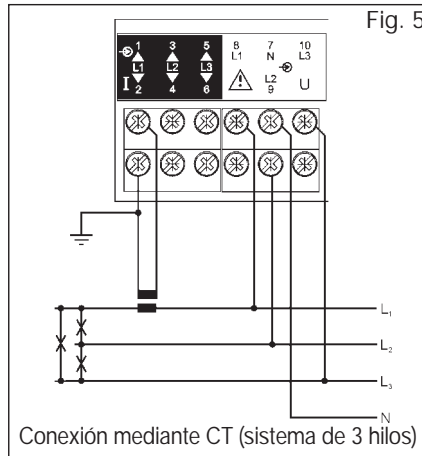 Fig. 5
1 3 5 8 7 10
L1 N L3
L1 L2 L3
L2
I 2 4 6 9 U
L1
L2
L3
N
Conexión mediante CT (sistema de 3 hilos)